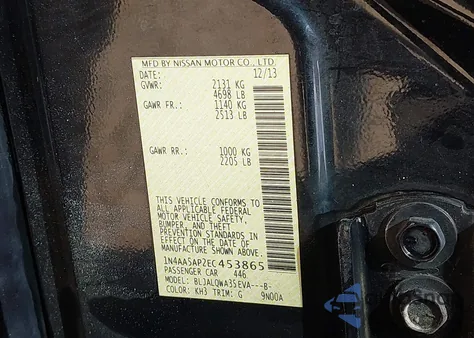 MFD BY NISSAN MOTOR CO., LTD.
DATE: 12/13
GVWR: 2131 KG
4698 LB
GAWR FR.: 1140 KG
2513 LB
GAWR RR.: 1000 KG
2205 LB
THIS VEHICLE CONFORMS TO
ALL APPLICABLE FEDERAL
MOTOR VEHICLE SAFETY,
BUMPER, AND THEFT
PREVENTION STANDARDS IN
EFFECT ON THE DATE OF
MANUFACTURE SHOWN ABOVE.
1N4AA5AP2EC453865
PASSENGER CAR 446
MODEL: BLJALQWA35EVA---B-
COLOR: KH3 TRIM: G 9N00A